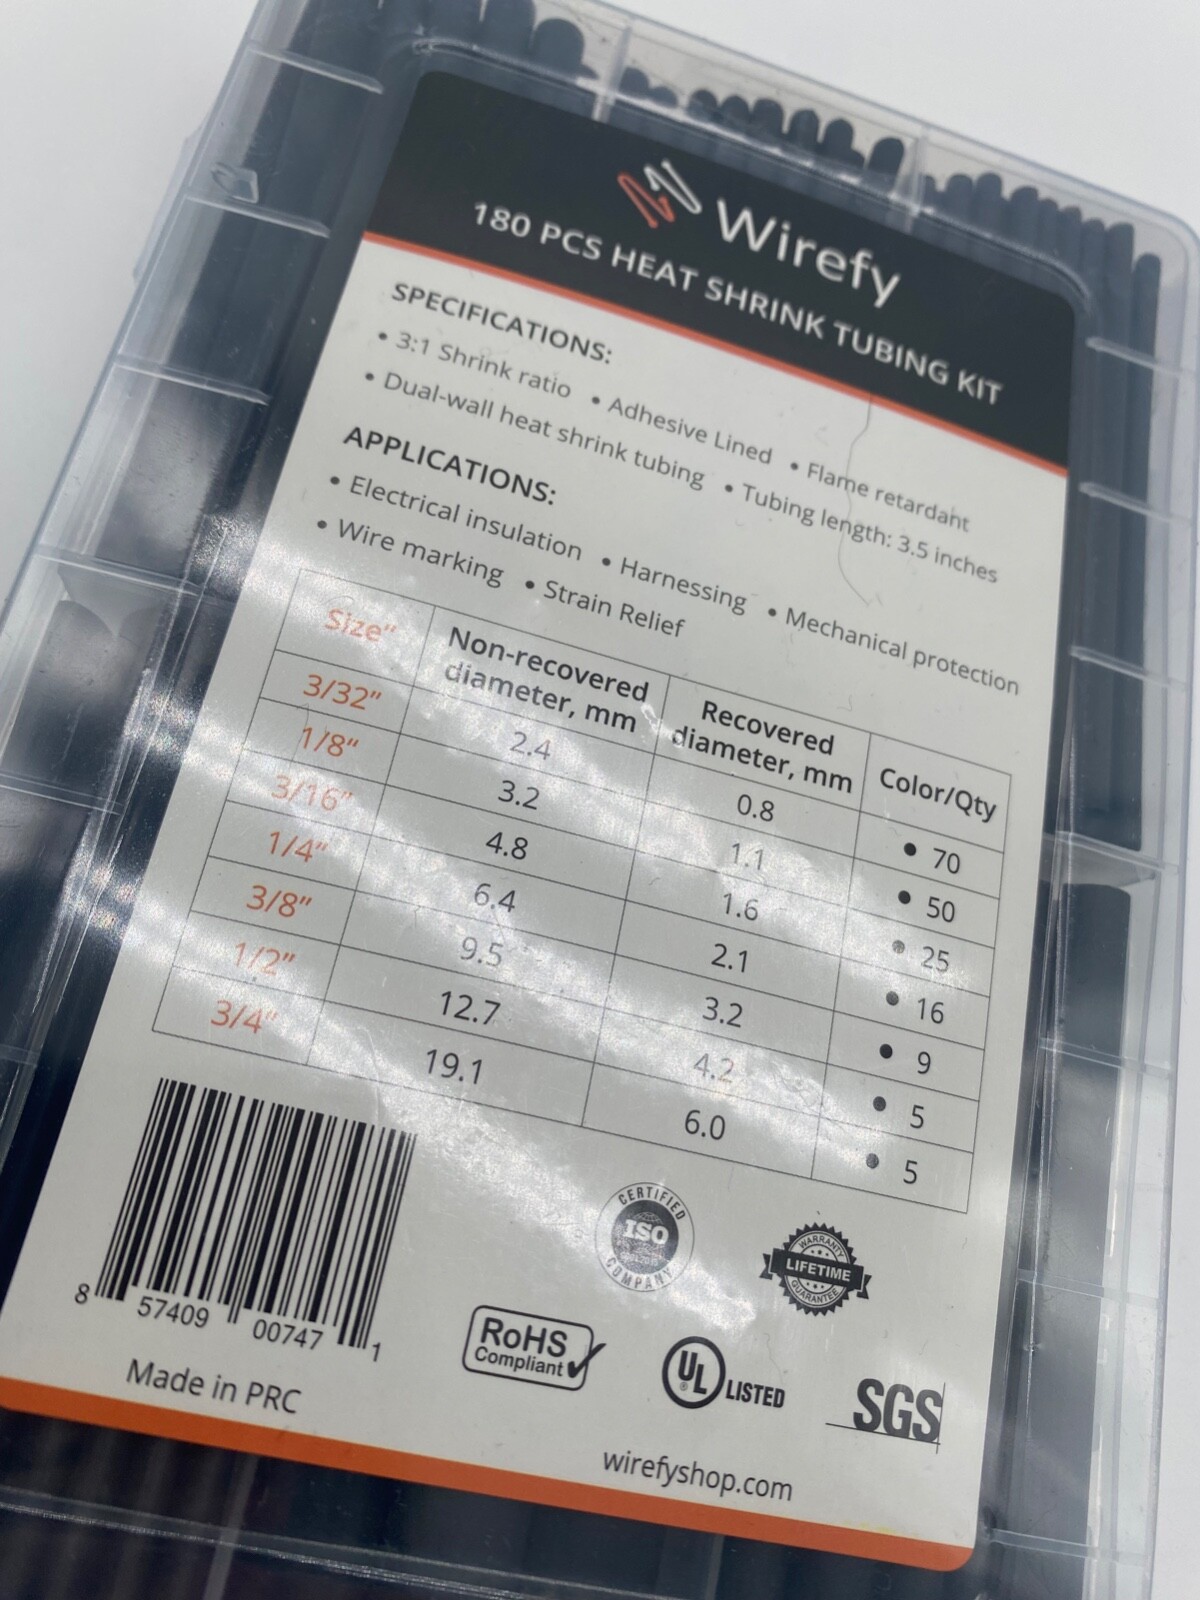 Wirefy
180 PCS HEAT SHRINK TUBING KIT
SPECIFICATIONS:
• 3:1 Shrink ratio • Adhesive Lined • Flame retardant
• Dual-wall heat shrink tubing • Tubing length: 3.5 inches
APPLICATIONS:
• Electrical insulation • Harnessing • Mechanical protection
• Wire marking • Strain Relief
Size" Non-recovered diameter, mm Recovered diameter, mm Color/Qty
3/32" 2.4 0.8 • 70
1/8" 3.2 1.1 • 50
3/16" 4.8 1.6 • 25
1/4" 6.4 2.1 • 16
3/8" 9.5 3.2 • 9
1/2" 12.7 4.2 • 5
3/4" 19.1 6.0 • 5
8 57409 00747 1
Made in PRC
CERTIFIED
ISO
COMPANY
WARRANTY
LIFETIME
GUARANTEE
RoHS
Compliant
UL LISTED
SGS
wirefyshop.com